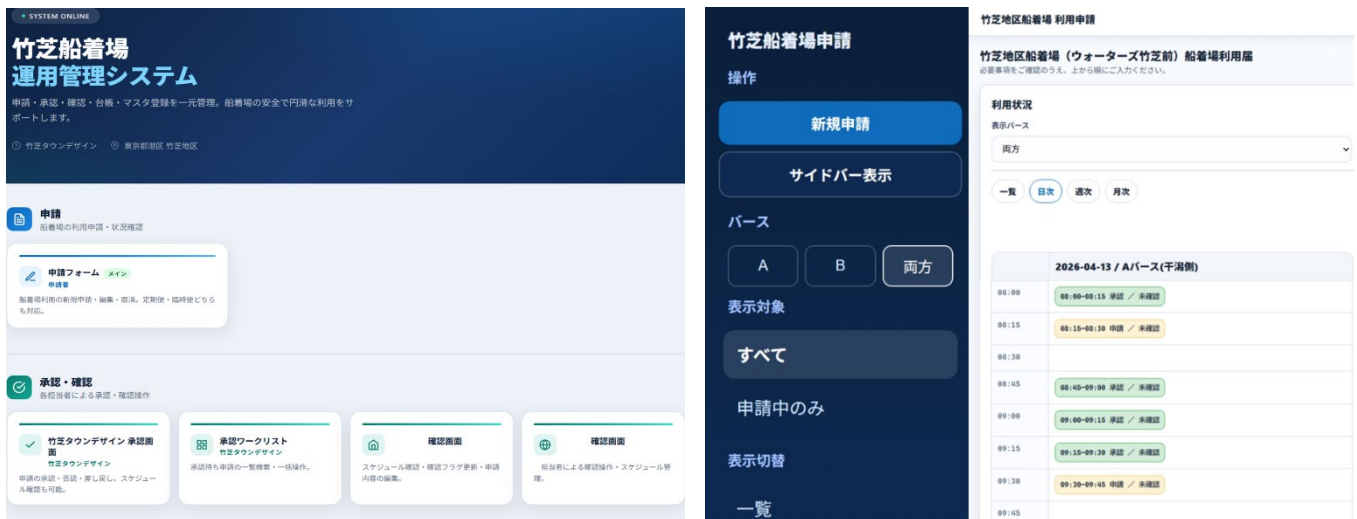 SYSTEM ONLINE
竹芝船着場
運用管理システム
申請・承認・確認・台帳・マスタ登録を一元管理。船着場の安全で円滑な利用をサ
ポートします。
竹芝タウンデザイン 東京都港区 竹芝地区
申請
船着場の利用申請・状況確認
申請フォーム メイン
申請者
船着場利用の新規申請・編集・取消。定期便・臨時便どちら
も対応。
承認・確認
各担当者による承認・確認操作
竹芝タウンデザイン 承認画
面
竹芝タウンデザイン
申請の承認・否認・差し戻し。スケジュー
ル確認も可能。
承認ワークリスト
竹芝タウンデザイン
承認待ち申請の一覧検索・一括操作。
確認画面
スケジュール確認・確認フラグ更新・申請
内容の編集。
確認画面
担当者による確認操作・スケジュール管
理。
竹芝船着場申請
操作
新規申請
サイドバー表示
バース
A
B
両方
表示対象
すべて
申請中のみ
表示切替
一覧
竹芝地区船着場 利用申請
竹芝地区船着場（ウォーターズ竹芝前）船着場利用届
必要事項をご確認のうえ、上から順にご入力ください。
利用状況
表示バース
両方
一覧 日次 週次 月次
2026-04-13 / Aバース(干潟側)
08:00 08:00-08:15 承認 ／ 未確認
08:15 08:15-08:30 申請 ／ 未確認
08:30
08:45 08:45-09:00 承認 ／ 未確認
09:00 09:00-09:15 承認 ／ 未確認
09:15 09:15-09:30 承認 ／ 未確認
09:30 09:30-09:45 申請 ／ 未確認
09:45